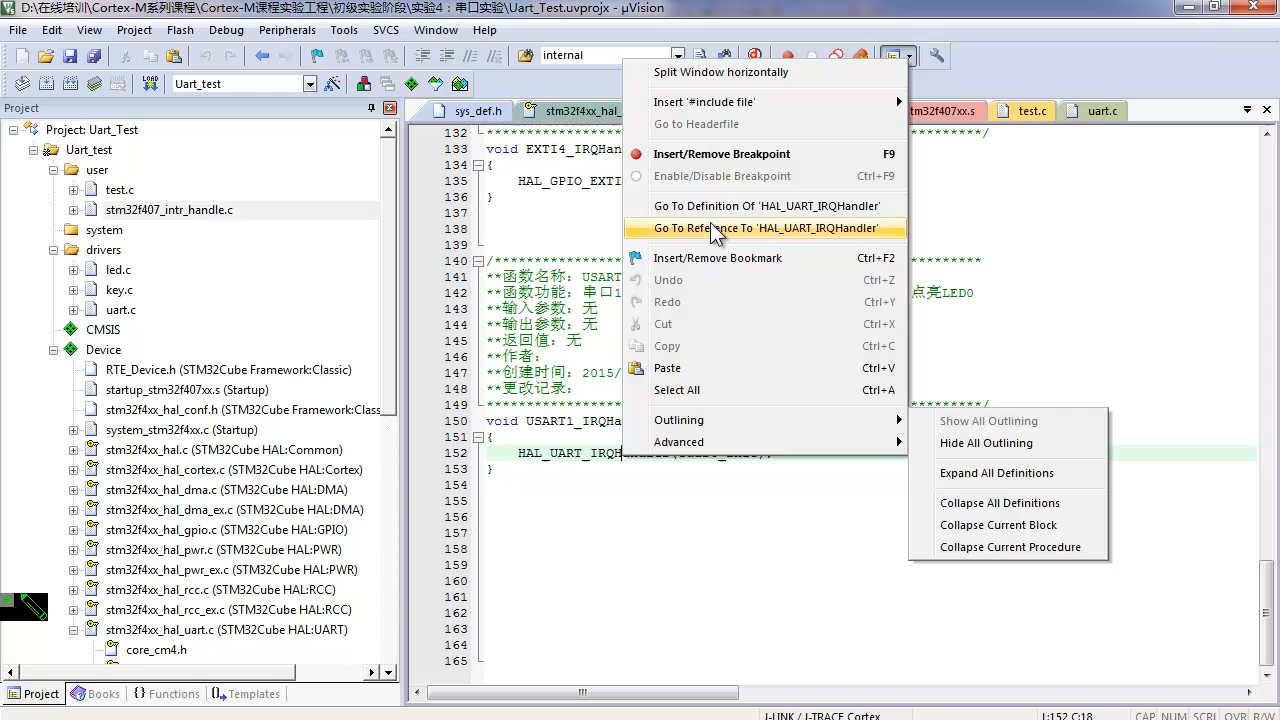 D:\在线培训\Cortex-M系列课程\Cortex-M课程实验工程\初级实验阶段\实验4：串口实验\Uart_Test.uvprojx - µVision
File Edit View Project Flash Debug Peripherals Tools SVCS Window Help
internal
Uart_test
Project
sys_def.h
stm32f4xx_hal_
tm32f407xx.s
test.c
uart.c
Project: Uart_Test
Uart_test
user
test.c
stm32f407_intr_handle.c
system
drivers
led.c
key.c
uart.c
CMSIS
Device
RTE_Device.h (STM32Cube Framework:Classic)
startup_stm32f407xx.s (Startup)
stm32f4xx_hal_conf.h (STM32Cube Framework:Class
system_stm32f4xx.c (Startup)
stm32f4xx_hal.c (STM32Cube HAL:Common)
stm32f4xx_hal_cortex.c (STM32Cube HAL:Cortex)
stm32f4xx_hal_dma.c (STM32Cube HAL:DMA)
stm32f4xx_hal_dma_ex.c (STM32Cube HAL:DMA)
stm32f4xx_hal_gpio.c (STM32Cube HAL:GPIO)
stm32f4xx_hal_pwr.c (STM32Cube HAL:PWR)
stm32f4xx_hal_pwr_ex.c (STM32Cube HAL:PWR)
stm32f4xx_hal_rcc.c (STM32Cube HAL:RCC)
stm32f4xx_hal_rcc_ex.c (STM32Cube HAL:RCC)
stm32f4xx_hal_uart.c (STM32Cube HAL:UART)
core_cm4.h
Project Books Functions Templates
132
133 void EXTI4_IRQHan
134 {
135 HAL_GPIO_EXTI
136 }
137
138
139
140 /*****************
141 **函数名称: USART
142 **函数功能: 串口1 点亮LED0
143 **输入参数: 无
144 **输出参数: 无
145 **返回值: 无
146 **作者:
147 **创建时间: 2015/
148 **更改记录:
149
150 void USART1_IRQHa
151 {
152 HAL_UART_IRQH
153 }
154
155
156
157
158
159
160
161
162
163
164
165
Split Window horizontally
Insert '#include file'
Go to Headerfile
Insert/Remove Breakpoint F9
Enable/Disable Breakpoint Ctrl+F9
Go To Definition Of 'HAL_UART_IRQHandler'
Go To Reference To 'HAL_UART_IRQHandler'
Insert/Remove Bookmark Ctrl+F2
Undo Ctrl+Z
Redo Ctrl+Y
Cut Ctrl+X
Copy Ctrl+C
Paste Ctrl+V
Select All Ctrl+A
Outlining
Advanced
Show All Outlining
Hide All Outlining
Expand All Definitions
Collapse All Definitions
Collapse Current Block
Collapse Current Procedure
J-LINK / J-TRACE Cortex L:152 C:18 CAP NUM SCRL OVR R/W